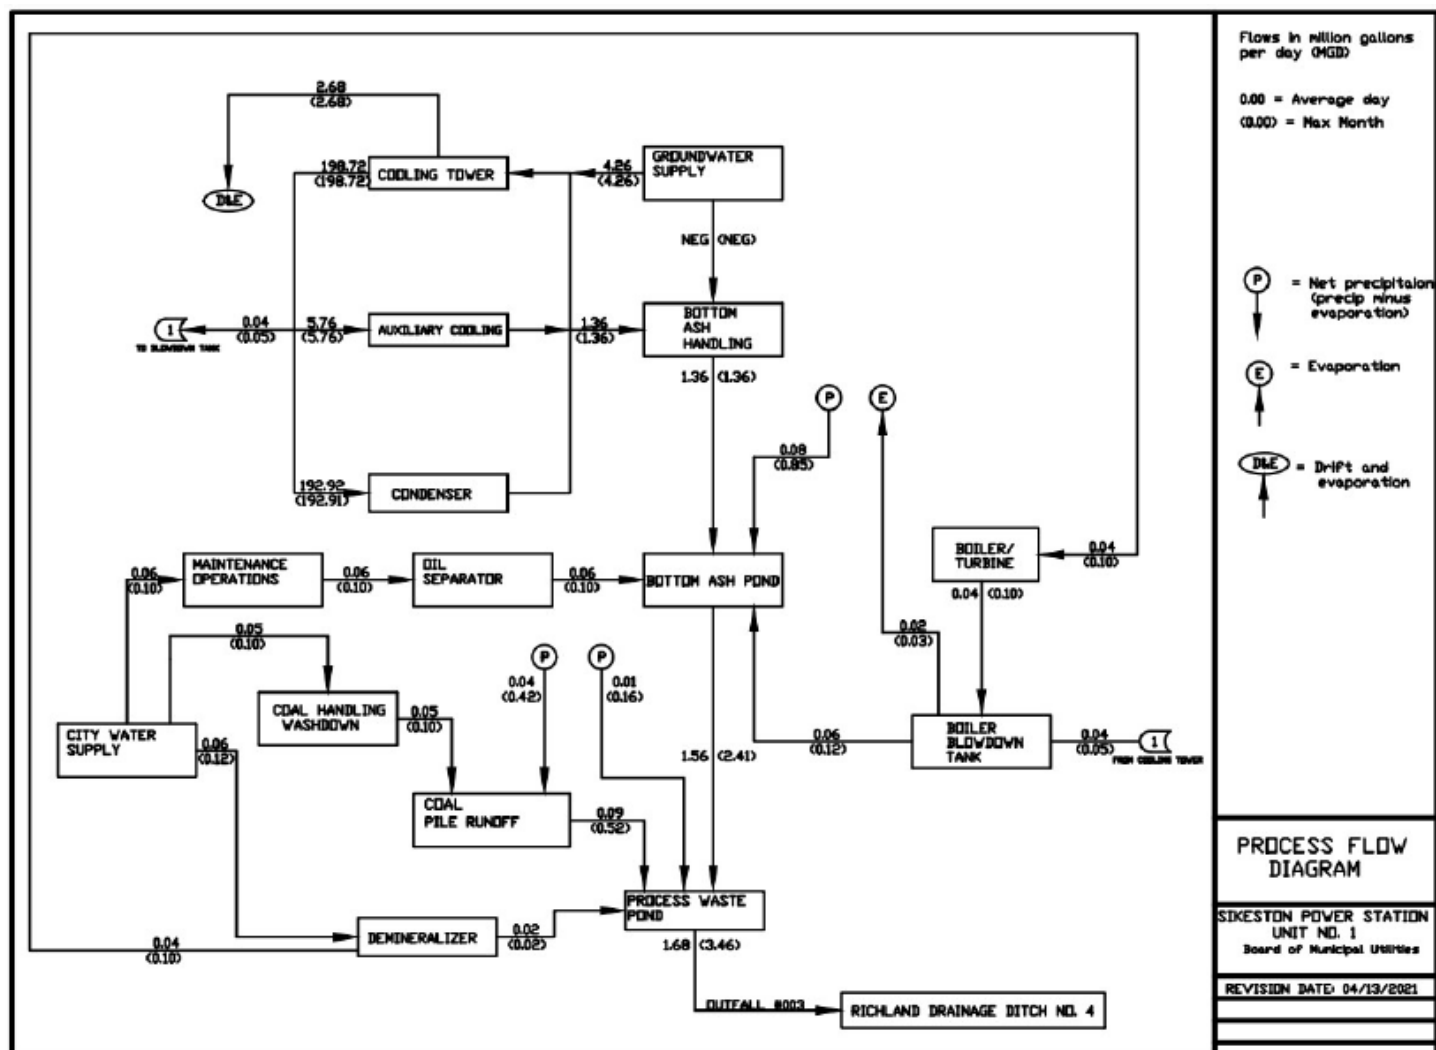 Flows in million gallons
per day (MGD)
0.00 = Average day
(0.00) = Max Month
2.68
(2.68)
198.72
(198.72)
COOLING TOWER
4.26
(4.26)
GROUNDWATER
SUPPLY
D&E
NEG (NEG)
P
= Net precipitaion
(precip minus
evaporation)
1
TO BLOWDOWN TANK
0.04
(0.05)
5.76
(5.76)
AUXILIARY COOLING
1.36
(1.36)
BOTTOM
ASH
HANDLING
1.36 (1.36)
E
= Evaporation
P
E
0.08
(0.85)
D&E
= Drift and
evaporation
192.92
(192.91)
CONDENSER
0.06
(0.10)
MAINTENANCE
OPERATIONS
0.06
(0.10)
OIL
SEPARATOR
0.06
(0.10)
BOTTOM ASH POND
BOILER/
TURBINE
0.04
(0.10)
0.04 (0.10)
0.05
(0.10)
0.02
(0.03)
P
P
0.04
(0.42)
0.01
(0.16)
COAL HANDLING
WASHDOWN
0.05
(0.10)
CITY WATER
SUPPLY
0.06
(0.12)
1.56 (2.41)
0.06
(0.12)
BOILER
BLOWDOWN
TANK
0.04
(0.05)
1
FROM COOLING TOWER
COAL
PILE RUNOFF
0.09
(0.52)
PROCESS WASTE
POND
DEMINERALIZER
0.02
(0.02)
0.04
(0.10)
1.68 (3.46)
OUTFALL #003
RICHLAND DRAINAGE DITCH NO. 4
PROCESS FLOW
DIAGRAM
SIKESTON POWER STATION
UNIT NO. 1
Board of Municipal Utilities
REVISION DATE: 04/13/2021